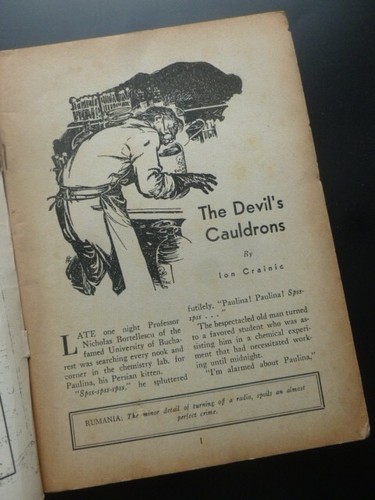 The Devil's
Cauldrons
By
Ion Crainic
LATE one night Professor
Nicholas Bortellescu of the
famed University of Bucha-
rest was searching every nook and
corner in the chemistry lab, for
Paulina, his Persian kitten.
"Spss-spss-spss," he spluttered
futilely, "Paulina! Paulina! Spss-
spss . . ."
The bespectacled old man turned
to a favored student who was as-
sisting him in a chemical experi-
ment that had necessitated work-
ing until midnight.
"I'm alarmed about Paulina,"
RUMANIA: The minor detail of turning off a radio, spoils an almost
perfect crime.
1